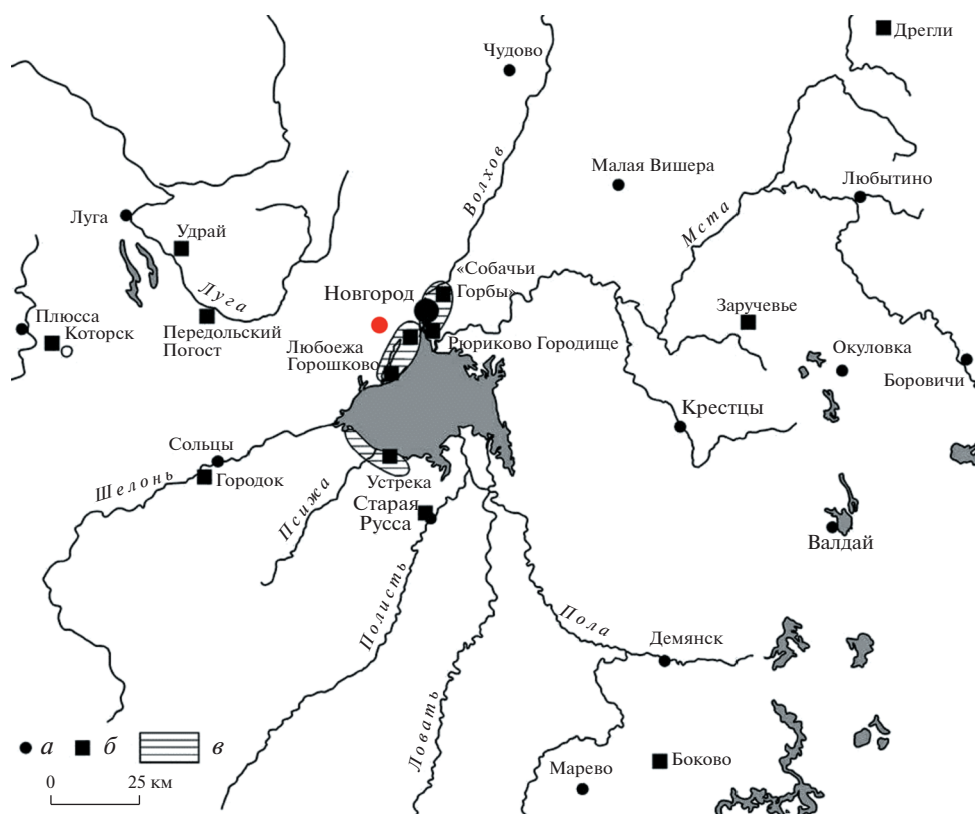 Дрегли
Чудово
Волхов
Малая Вишера
Любытино
Мста
Луга
Удрай
«Собачьи
Горбы»
Новгород
Луга
Заручевье
Плюсса
Которск
Передольский
Погост
Рюриково Городище
Любоежа
Горошково
Окуловка
Боровичи
Крестцы
Сольцы
Шелонь
Городок
Псижа
Устрека
Старая
Русса
Валдай
Полисть
Пола
Демянск
Ловать
а б в
0 25 км
Марево
Боково